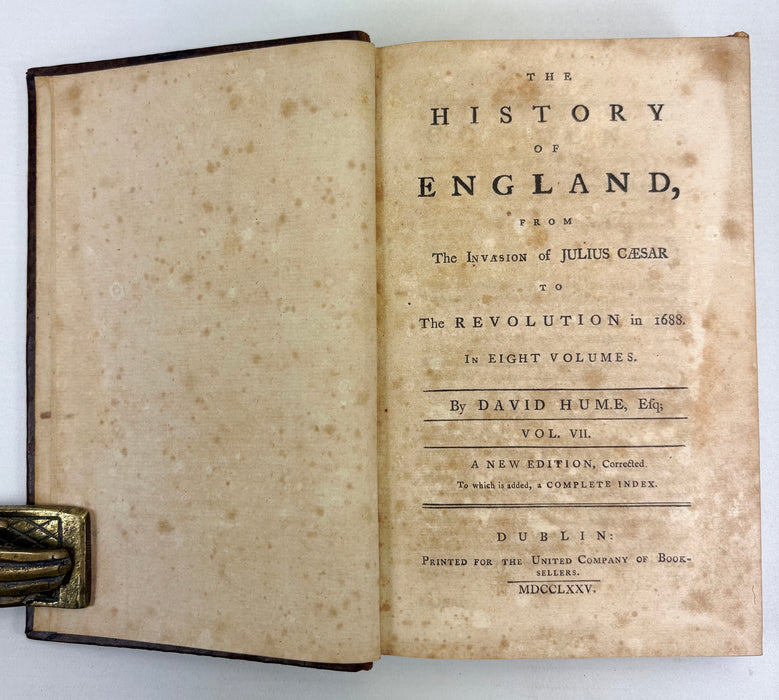 THE
HISTORY
OF
ENGLAND,
FROM
The INVASION of JULIUS CÆSAR
TO
The REVOLUTION in 1688.
IN EIGHT VOLUMES.
By DAVID HUME, Eſq;
VOL. VII.
A NEW EDITION, Corrected.
To which is added, a COMPLETE INDEX.
DUBLIN:
PRINTED FOR THE UNITED COMPANY OF BOOK-
SELLERS.
MDCCLXXV.